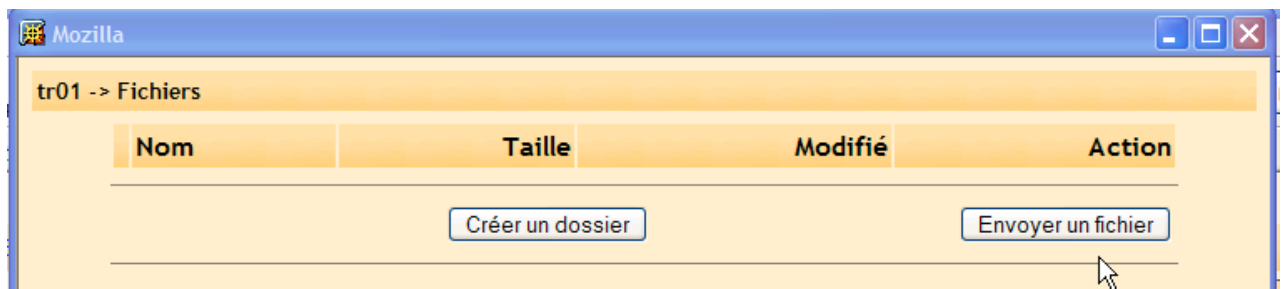 Mozilla
tr01 -> Fichiers
Nom Taille Modifié Action
Créer un dossier Envoyer un fichier